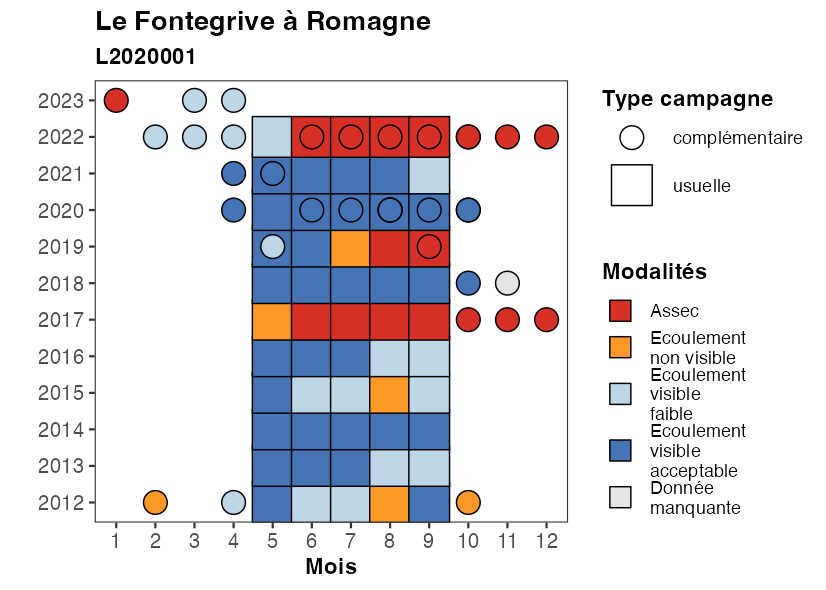 Le Fontegrive à Romagne
L2020001
2023
2022
2021
2020
2019
2018
2017
2016
2015
2014
2013
2012
1 2 3 4 5 6 7 8 9 10 11 12
Mois
Type campagne
complémentaire
usuelle
Modalités
Assec
Ecoulement
non visible
Ecoulement
visible
faible
Ecoulement
visible
acceptable
Donnée
manquante